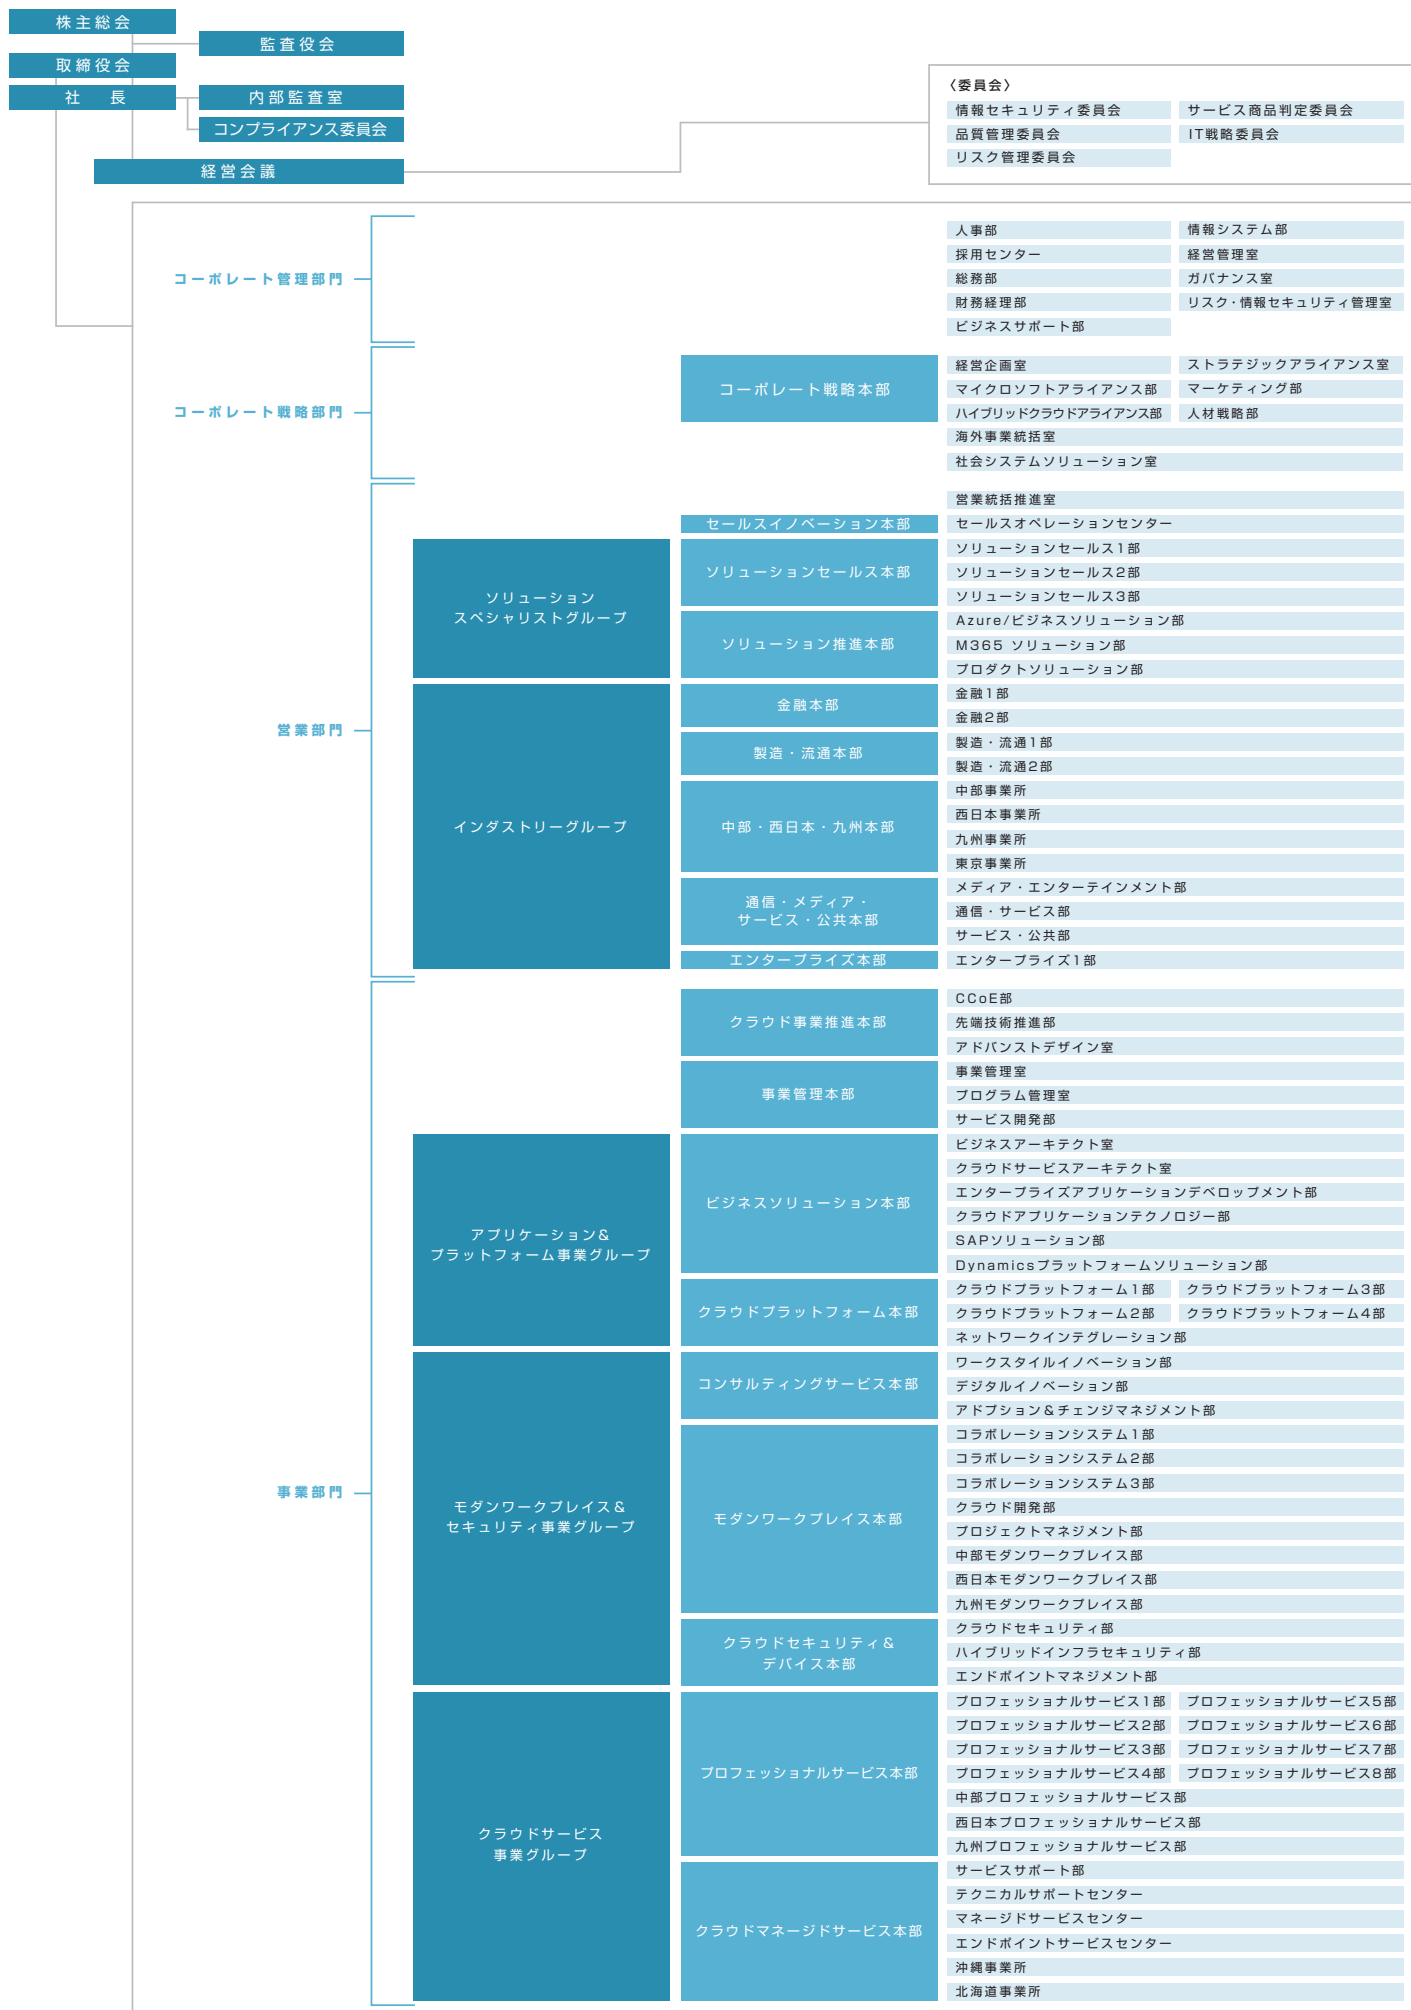 株主総会
監査役会
取締役会
社　長
内部監査室
コンプライアンス委員会
経営会議
〈委員会〉
情報セキュリティ委員会
サービス商品判定委員会
品質管理委員会
IT戦略委員会
リスク管理委員会
コーポレート管理部門
人事部
情報システム部
採用センター
経営管理室
総務部
ガバナンス室
財務経理部
リスク・情報セキュリティ管理室
ビジネスサポート部
コーポレート戦略部門
コーポレート戦略本部
経営企画室
ストラテジックアライアンス室
マイクロソフトアライアンス部
マーケティング部
ハイブリッドクラウドアライアンス部
人材戦略部
海外事業統括室
社会システムソリューション室
営業部門
営業統括推進室
セールスイノベーション本部
セールスオペレーションセンター
ソリューション
スペシャリストグループ
ソリューションセールス本部
ソリューションセールス1部
ソリューションセールス2部
ソリューションセールス3部
ソリューション推進本部
Azure/ビジネスソリューション部
M365 ソリューション部
プロダクトソリューション部
インダストリーグループ
金融本部
金融1部
金融2部
製造・流通本部
製造・流通1部
製造・流通2部
中部・西日本・九州本部
中部事業所
西日本事業所
九州事業所
東京事業所
通信・メディア・
サービス・公共本部
メディア・エンターテインメント部
通信・サービス部
サービス・公共部
エンタープライズ本部
エンタープライズ1部
事業部門
クラウド事業推進本部
CCoE部
先端技術推進部
アドバンストデザイン室
事業管理本部
事業管理室
プログラム管理室
サービス開発部
アプリケーション&
プラットフォーム事業グループ
ビジネスソリューション本部
ビジネスアーキテクト室
クラウドサービスアーキテクト室
エンタープライズアプリケーションデベロップメント部
クラウドアプリケーションテクノロジー部
SAPソリューション部
Dynamicsプラットフォームソリューション部
クラウドプラットフォーム本部
クラウドプラットフォーム1部
クラウドプラットフォーム3部
クラウドプラットフォーム2部
クラウドプラットフォーム4部
ネットワークインテグレーション部
モダンワークプレイス&
セキュリティ事業グループ
コンサルティングサービス本部
ワークスタイルイノベーション部
デジタルイノベーション部
アドプション&チェンジマネジメント部
モダンワークプレイス本部
コラボレーションシステム1部
コラボレーションシステム2部
コラボレーションシステム3部
クラウド開発部
プロジェクトマネジメント部
中部モダンワークプレイス部
西日本モダンワークプレイス部
九州モダンワークプレイス部
クラウドセキュリティ&
デバイス本部
クラウドセキュリティ部
ハイブリッドインフラセキュリティ部
エンドポイントマネジメント部
クラウドサービス
事業グループ
プロフェッショナルサービス本部
プロフェッショナルサービス1部
プロフェッショナルサービス5部
プロフェッショナルサービス2部
プロフェッショナルサービス6部
プロフェッショナルサービス3部
プロフェッショナルサービス7部
プロフェッショナルサービス4部
プロフェッショナルサービス8部
中部プロフェッショナルサービス部
西日本プロフェッショナルサービス部
九州プロフェッショナルサービス部
クラウドマネージドサービス本部
サービスサポート部
テクニカルサポートセンター
マネージドサービスセンター
エンドポイントサービスセンター
沖縄事業所
北海道事業所